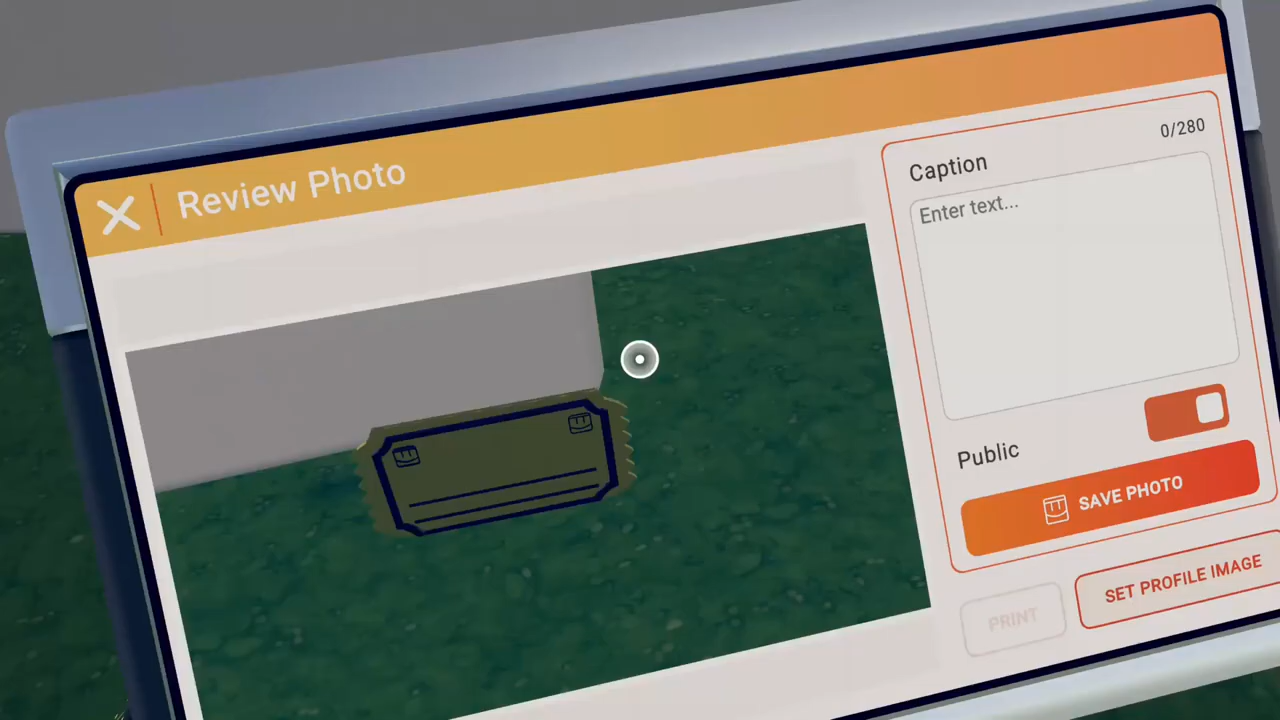 Review Photo
0/280
Caption
Enter text...
Public
SAVE PHOTO
PRINT
SET PROFILE IMAGE